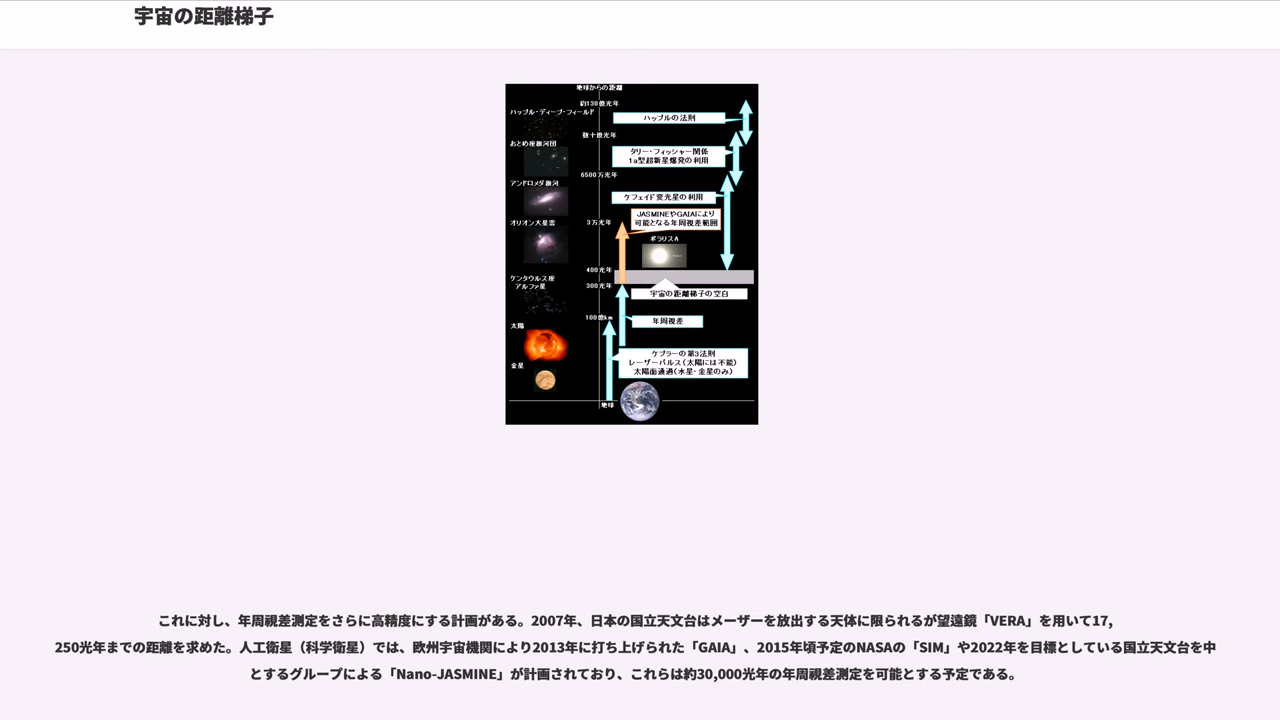 宇宙の距離梯子
地球からの距離
約130億光年
ハッブル・ディープ・フィールド
ハッブルの法則
数十億光年
おとめ座銀河団
タリー・フィッシャー関係
1a型超新星爆発の利用
6500万光年
アンドロメダ銀河
ケフェイド変光星の利用
JASMINEやGAIAにより
可能となる年周視差範囲
オリオン大星雲
3万光年
ポラリスA
400光年
ケンタウルス座
アルファ星
300光年
宇宙の距離梯子の空白
100億km
年周視差
太陽
ケプラーの第3法則
レーザーパルス(太陽には不能)
太陽面通過(水星・金星のみ)
金星
地球
これに対し、年周視差測定をさらに高精度にする計画がある。2007年、日本の国立天文台はメーザーを放出する天体に限られるが望遠鏡「VERA」を用いて17,
250光年までの距離を求めた。人工衛星（科学衛星）では、欧州宇宙機関により2013年に打ち上げられた「GAIA」、2015年頃予定のNASAの「SIM」や2022年を目標としている国立天文台を中
とするグループによる「Nano-JASMINE」が計画されており、これらは約30,000光年の年周視差測定を可能とする予定である。